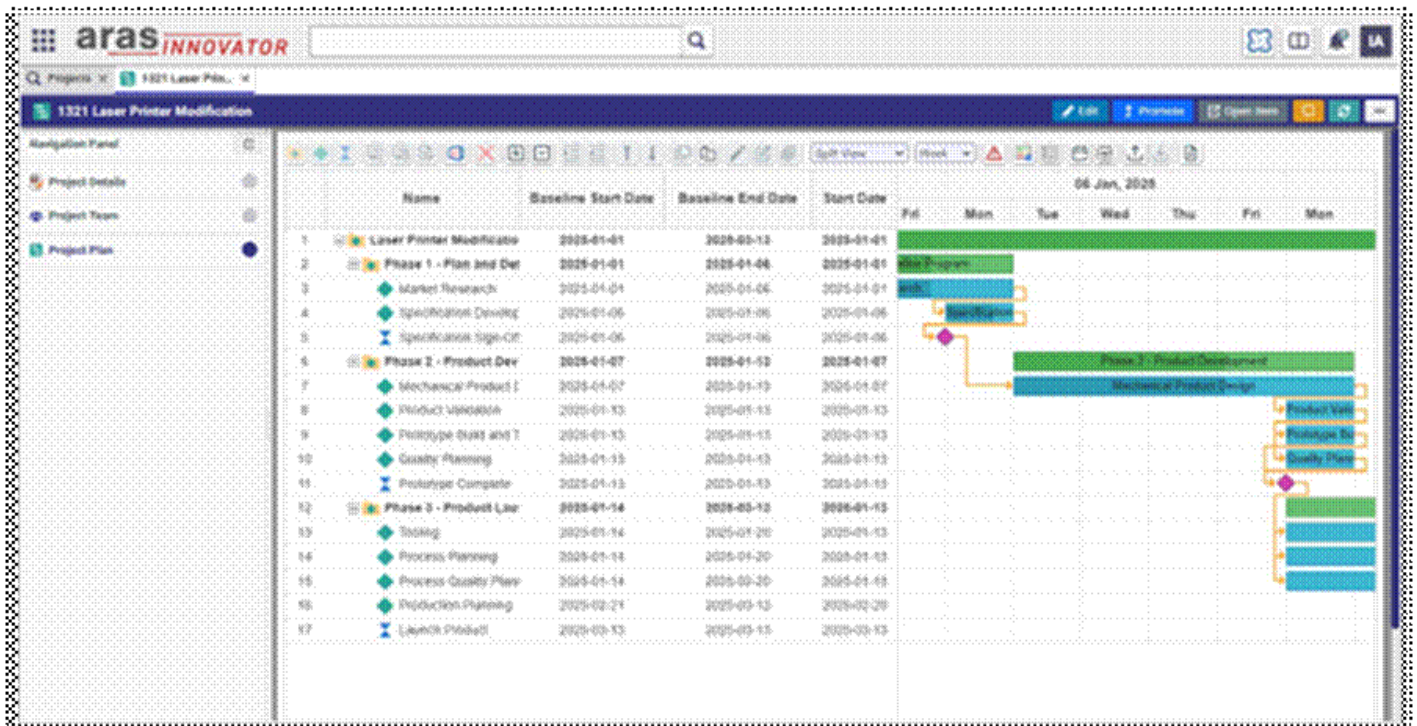 aras INNOVATOR
IA
Projects × 1321 Laser Prin... ×
1321 Laser Printer Modification
Edit Promote Open Item
Navigation Panel
Project Details
Project Team
Project Plan
Split View Week
06 Jan, 2025
Name Baseline Start Date Baseline End Date Start Date
Fri Mon Tue Wed Thu Fri Mon
1 Laser Printer Modificatio 2025-01-01 2025-03-13 2025-01-01
2 Phase 1 - Plan and Def 2025-01-01 2025-01-06 2025-01-01 Program
3 Market Research 2025-01-01 2025-01-06 2025-01-01
4 Specification Develop 2025-01-06 2025-01-06 2025-01-06 Specification
5 Specification Sign-Off 2025-01-06 2025-01-06 2025-01-06
6 Phase 2 - Product Dev 2025-01-07 2025-01-13 2025-01-07 Phase 2 - Product Development
7 Mechanical Product D 2025-01-07 2025-01-13 2025-01-07 Mechanical Product Design
8 Product Validation 2025-01-13 2025-01-13 2025-01-13 Product Vali
9 Prototype Build and T 2025-01-13 2025-01-13 2025-01-13 Prototype Bu
10 Quality Planning 2025-01-13 2025-01-13 2025-01-13 Quality Plann
11 Prototype Complete 2025-01-13 2025-01-13 2025-01-13
12 Phase 3 - Product Lau 2025-01-14 2025-03-13 2025-01-13
13 Tooling 2025-01-14 2025-01-20 2025-01-13
14 Process Planning 2025-01-14 2025-01-20 2025-01-13
15 Process Quality Plann 2025-01-14 2025-01-13
16 Production Planning 2025-02-21 2025-03-13 2025-02-20
17 Launch Product 2025-03-13 2025-03-13 2025-03-13